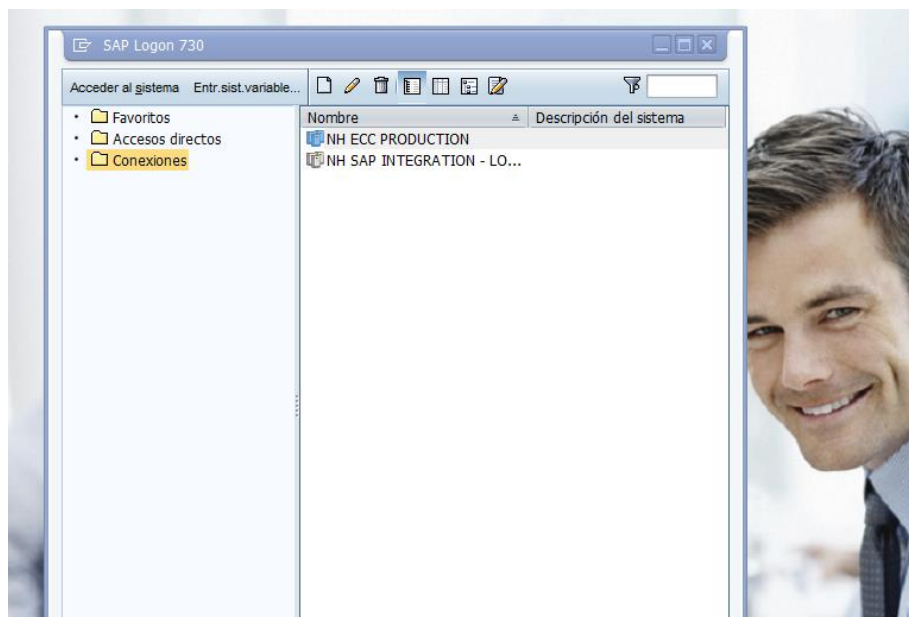 SAP Logon 730
Acceder al sistema Entr.sist.variable...
Favoritos
Accesos directos
Conexiones
Nombre Descripción del sistema
NH ECC PRODUCTION
NH SAP INTEGRATION - LO...